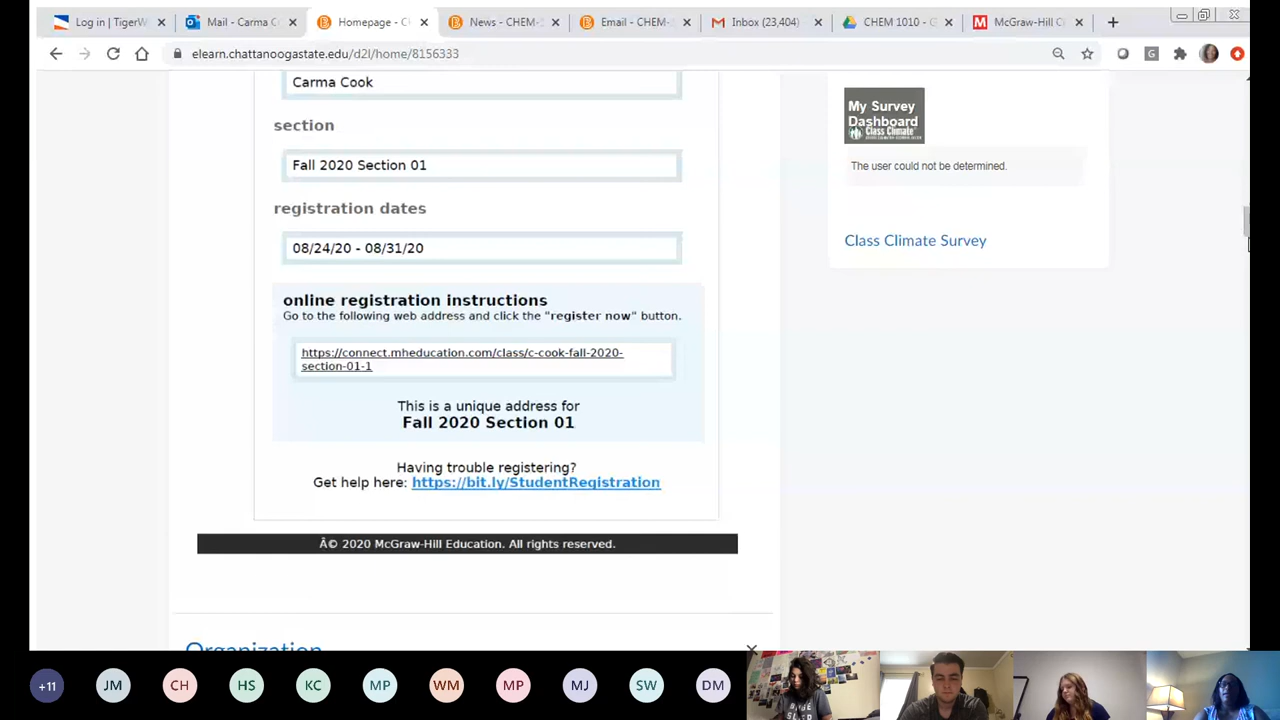 Log in | TigerW
Mail - Carma C
Homepage - C
News - CHEM-
Email - CHEM-
Inbox (23,404)
CHEM 1010 - G
McGraw-Hill C
elearn.chattanoogastate.edu/d2l/home/8156333
Carma Cook
section
Fall 2020 Section 01
registration dates
08/24/20 - 08/31/20
online registration instructions
Go to the following web address and click the "register now" button.
https://connect.mheducation.com/class/c-cook-fall-2020-
section-01-1
This is a unique address for
Fall 2020 Section 01
Having trouble registering?
Get help here: https://bit.ly/StudentRegistration
Â© 2020 McGraw-Hill Education. All rights reserved.
Organization
My Survey
Dashboard
Class Climate
The user could not be determined.
Class Climate Survey
+11
JM
CH
HS
KC
MP
WM
MP
MJ
SW
DM